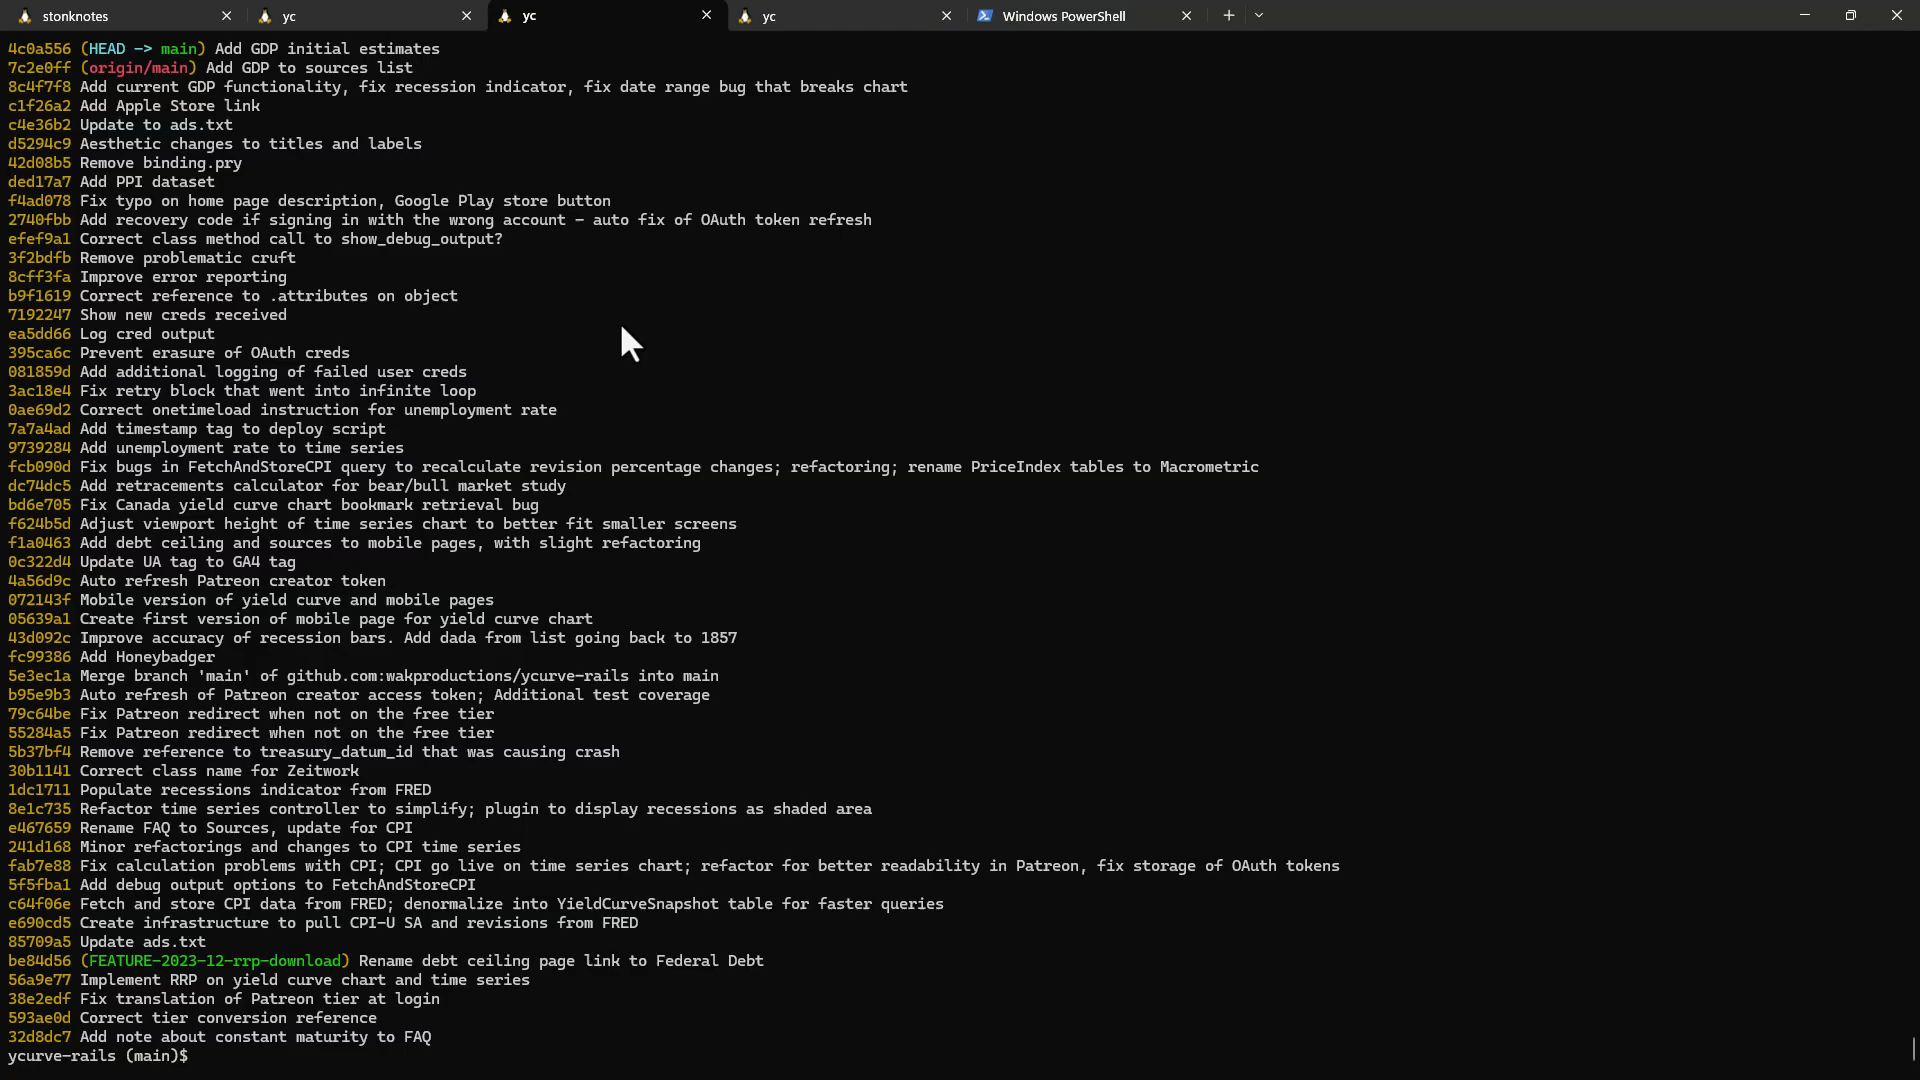 stonknotes
yc
yc
yc
Windows PowerShell
4c0a556 (HEAD -> main) Add GDP initial estimates
7c2e0ff (origin/main) Add GDP to sources list
8c4f7f8 Add current GDP functionality, fix recession indicator, fix date range bug that breaks chart
c1f26a2 Add Apple Store link
c4e36b2 Update to ads.txt
d5294c9 Aesthetic changes to titles and labels
42d08b5 Remove binding.pry
ded17a7 Add PPI dataset
f4ad078 Fix typo on home page description, Google Play store button
2740fbb Add recovery code if signing in with the wrong account - auto fix of OAuth token refresh
efef9a1 Correct class method call to show_debug_output?
3f2bdfb Remove problematic cruft
8cff3fa Improve error reporting
b9f1619 Correct reference to .attributes on object
7192247 Show new creds received
ea5dd66 Log cred output
395ca6c Prevent erasure of OAuth creds
081859d Add additional logging of failed user creds
3ac18e4 Fix retry block that went into infinite loop
0ae69d2 Correct onetimeload instruction for unemployment rate
7a7a4ad Add timestamp tag to deploy script
9739284 Add unemployment rate to time series
fcb090d Fix bugs in FetchAndStoreCPI query to recalculate revision percentage changes; refactoring; rename PriceIndex tables to Macrometric
dc74dc5 Add retracements calculator for bear/bull market study
bd6e705 Fix Canada yield curve chart bookmark retrieval bug
f624b5d Adjust viewport height of time series chart to better fit smaller screens
f1a0463 Add debt ceiling and sources to mobile pages, with slight refactoring
0c322d4 Update UA tag to GA4 tag
4a56d9c Auto refresh Patreon creator token
072143f Mobile version of yield curve and mobile pages
05639a1 Create first version of mobile page for yield curve chart
43d092c Improve accuracy of recession bars. Add dada from list going back to 1857
fc99386 Add Honeybadger
5e3ec1a Merge branch 'main' of github.com:wakproductions/ycurve-rails into main
b95e9b3 Auto refresh of Patreon creator access token; Additional test coverage
79c64be Fix Patreon redirect when not on the free tier
55284a5 Fix Patreon redirect when not on the free tier
5b37bf4 Remove reference to treasury_datum_id that was causing crash
30b1141 Correct class name for Zeitwork
1dc1711 Populate recessions indicator from FRED
8e1c735 Refactor time series controller to simplify; plugin to display recessions as shaded area
e467659 Rename FAQ to Sources, update for CPI
241d168 Minor refactorings and changes to CPI time series
fab7e88 Fix calculation problems with CPI; CPI go live on time series chart; refactor for better readability in Patreon, fix storage of OAuth tokens
5f5fba1 Add debug output options to FetchAndStoreCPI
c64f06e Fetch and store CPI data from FRED; denormalize into YieldCurveSnapshot table for faster queries
e690cd5 Create infrastructure to pull CPI-U SA and revisions from FRED
85709a5 Update ads.txt
be84d56 (FEATURE-2023-12-rrp-download) Rename debt ceiling page link to Federal Debt
56a9e77 Implement RRP on yield curve chart and time series
38e2edf Fix translation of Patreon tier at login
593ae0d Correct tier conversion reference
32d8dc7 Add note about constant maturity to FAQ
ycurve-rails (main)$